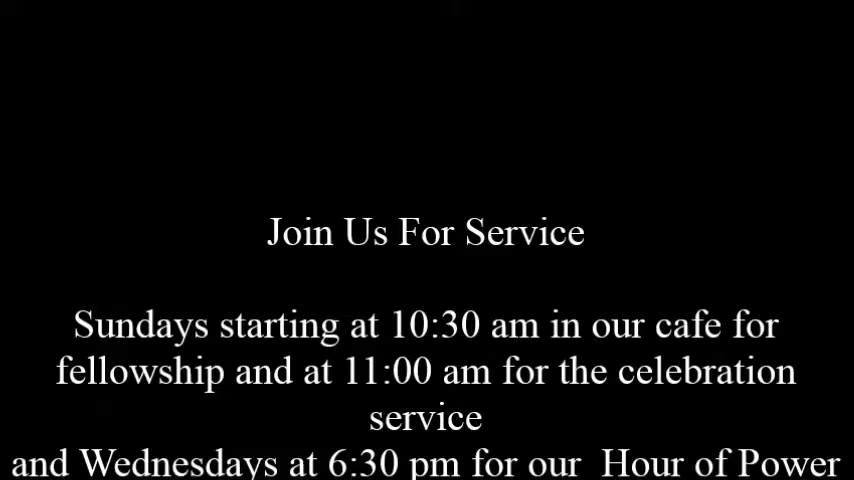 Join Us For Service
Sundays starting at 10:30 am in our cafe for
fellowship and at 11:00 am for the celebration
service
and Wednesdays at 6:30 pm for our  Hour of Power